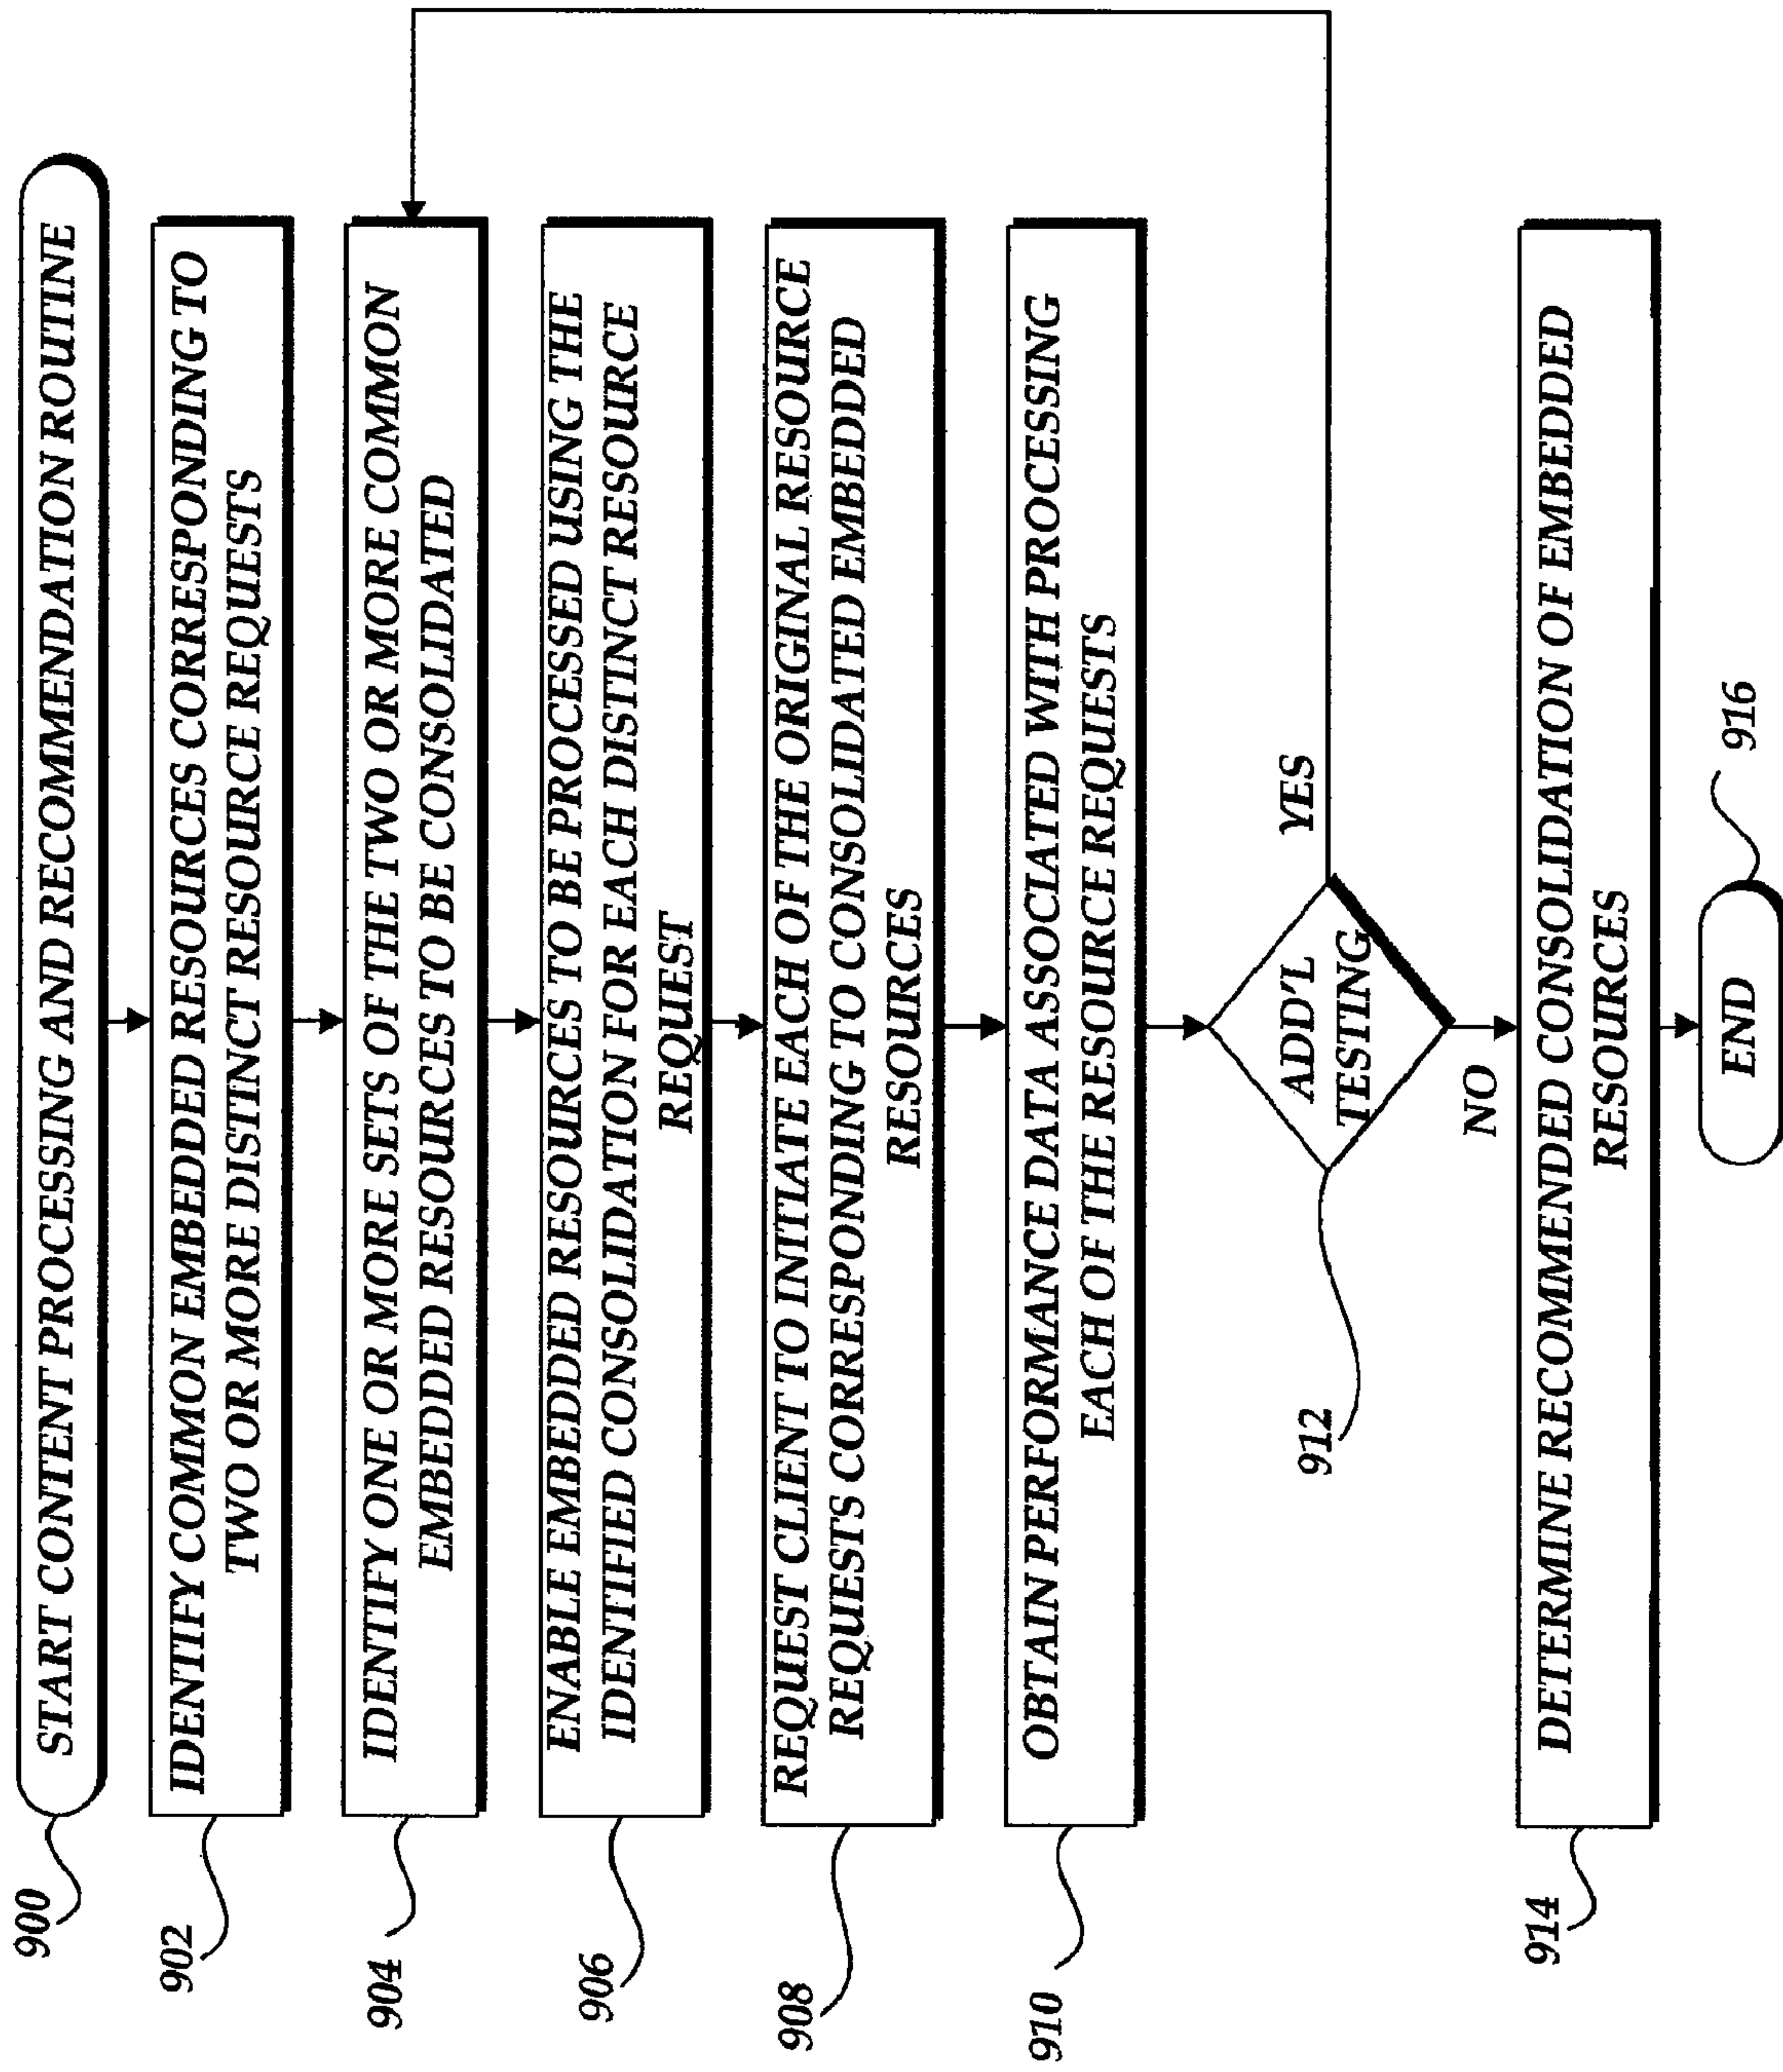 900
START CONTENT PROCESSING AND RECOMMENDATION ROUTINE
902
IDENTIFY COMMON EMBEDDED RESOURCES CORRESPONDING TO
TWO OR MORE DISTINCT RESOURCE REQUESTS
904
IDENTIFY ONE OR MORE SETS OF THE TWO OR MORE COMMON
EMBEDDED RESOURCES TO BE CONSOLIDATED
906
ENABLE EMBEDDED RESOURCES TO BE PROCESSED USING THE
IDENTIFIED CONSOLIDATION FOR EACH DISTINCT RESOURCE
REQUEST
908
REQUEST CLIENT TO INITIATE EACH OF THE ORIGINAL RESOURCE
REQUESTS CORRESPONDING TO CONSOLIDATED EMBEDDED
RESOURCES
910
OBTAIN PERFORMANCE DATA ASSOCIATED WITH PROCESSING
EACH OF THE RESOURCE REQUESTS
912
ADD'L
TESTING
YES
NO
914
DETERMINE RECOMMENDED CONSOLIDATION OF EMBEDDED
RESOURCES
END
916